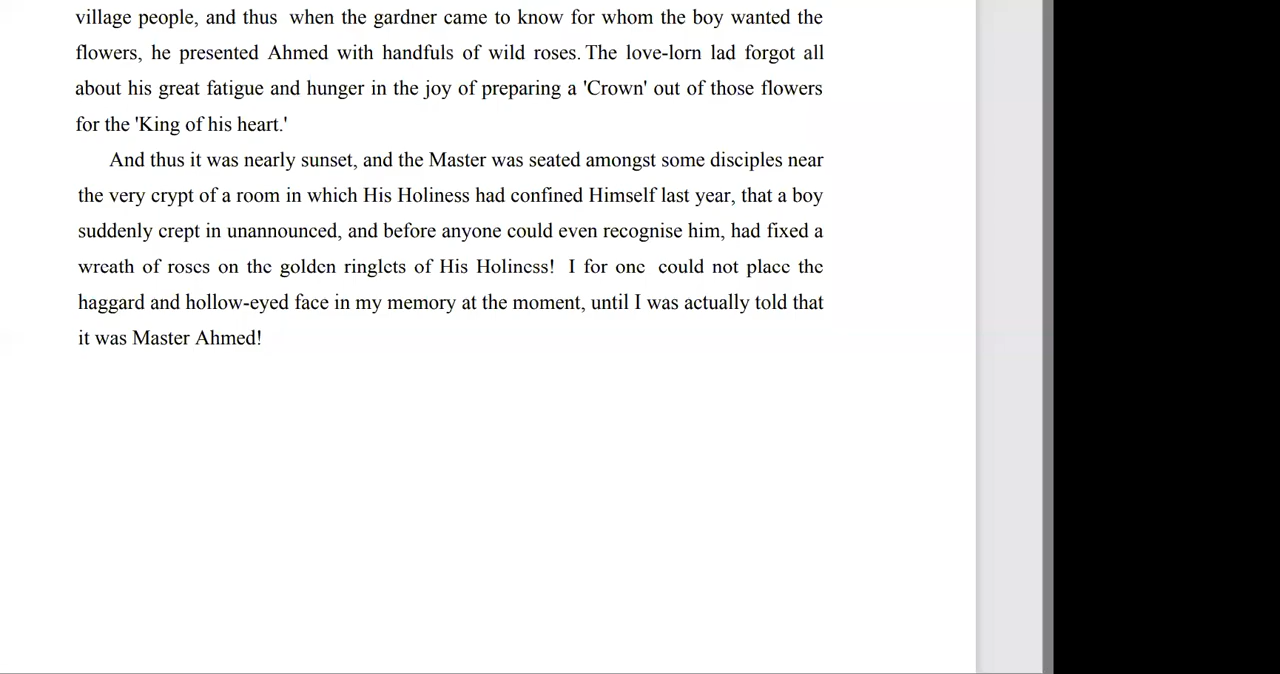 village people, and thus when the gardner came to know for whom the boy wanted the
flowers, he presented Ahmed with handfuls of wild roses. The love-lorn lad forgot all
about his great fatigue and hunger in the joy of preparing a 'Crown' out of those flowers
for the 'King of his heart.'
And thus it was nearly sunset, and the Master was seated amongst some disciples near
the very crypt of a room in which His Holiness had confined Himself last year, that a boy
suddenly crept in unannounced, and before anyone could even recognise him, had fixed a
wreath of roses on the golden ringlets of His Holiness! I for one could not place the
haggard and hollow-eyed face in my memory at the moment, until I was actually told that
it was Master Ahmed!